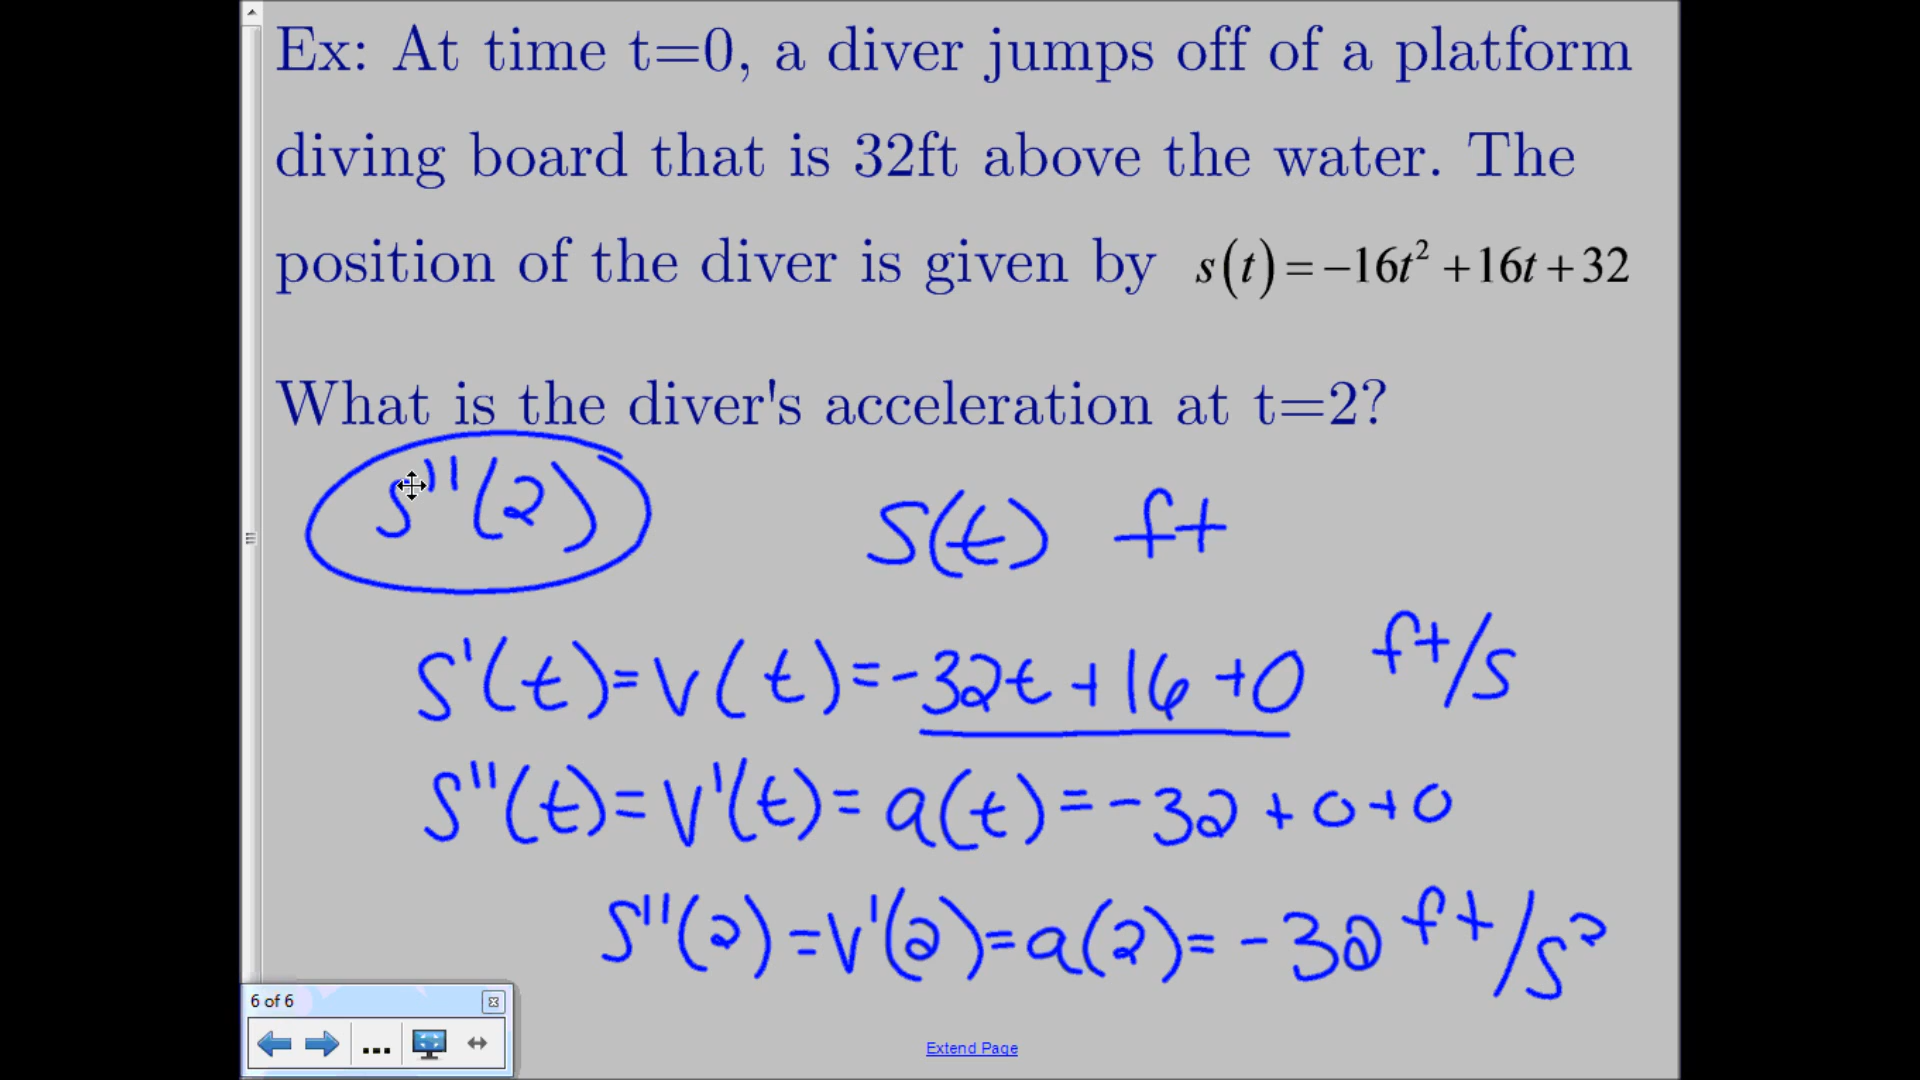 Ex: At time t=0, a diver jumps off of a platform
diving board that is 32ft above the water. The
position of the diver is given by s(t)=−16t²+16t+32
What is the diver's acceleration at t=2?
s''(2)
S(t) ft
s'(t)=v(t)=-32t+16+0 ft/s
s''(t)=v'(t)=a(t)=-32+0+0
s''(2)=v'(2)=a(2)=-32 ft/s²
6 of 6
...
Extend Page